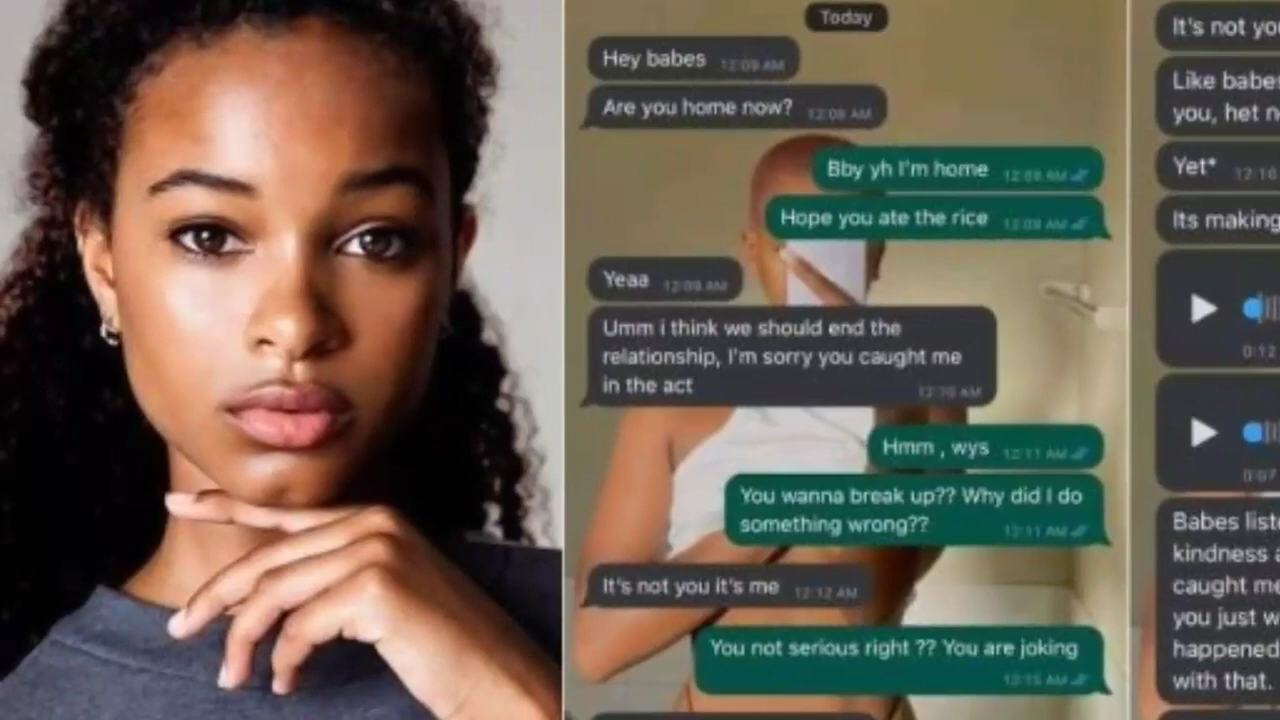 Today
Hey babes 12:09 AM
Are you home now? 12:09 AM
Bby yh I'm home 12:09 AM
Hope you ate the rice 12:09 AM
Yeaa 12:09 AM
Umm i think we should end the
relationship, I'm sorry you caught me
in the act 12:10 AM
Hmm , wys 12:11 AM
You wanna break up?? Why did I do
something wrong?? 12:11 AM
It's not you it's me 12:12 AM
You not serious right ?? You are joking
12:15 AM
It's not you
Like babes
you, het
Yet* 12:16
Its making
0:12
0:07
Babes
kindness
caught me
you just
happened
with that.